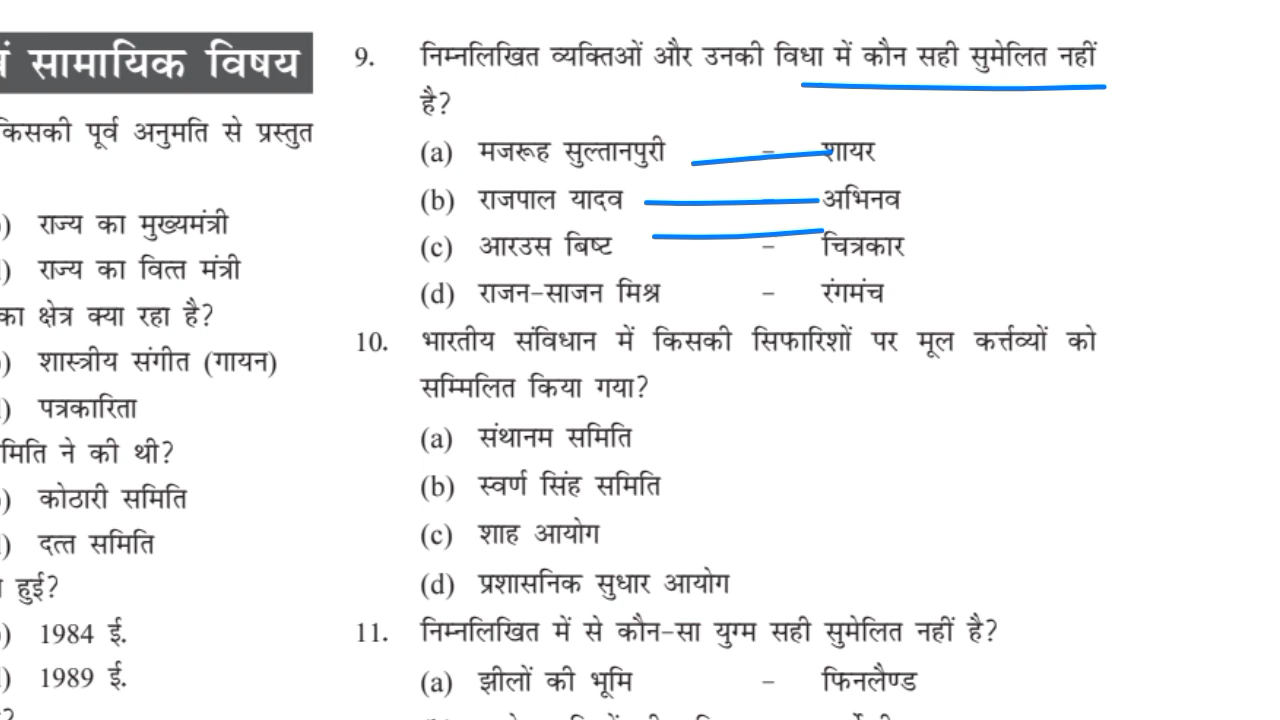 वं सामायिक विषय
किसकी पूर्व अनुमति से प्रस्तुत
राज्य का मुख्यमंत्री
राज्य का वित्त मंत्री
का क्षेत्र क्या रहा है?
शास्त्रीय संगीत (गायन)
पत्रकारिता
मिति ने की थी?
कोठारी समिति
दत्त समिति
हुई?
1984 ई.
1989 ई.
9. निम्नलिखित व्यक्तिओं और उनकी विधा में कौन सही सुमेलित नहीं
है?
(a) मजरूह सुल्तानपुरी - शायर
(b) राजपाल यादव - अभिनव
(c) आरउस बिष्ट - चित्रकार
(d) राजन-साजन मिश्र - रंगमंच
10. भारतीय संविधान में किसकी सिफारिशों पर मूल कर्त्तव्यों को
सम्मिलित किया गया?
(a) संथानम समिति
(b) स्वर्ण सिंह समिति
(c) शाह आयोग
(d) प्रशासनिक सुधार आयोग
11. निम्नलिखित में से कौन-सा युग्म सही सुमेलित नहीं है?
(a) झीलों की भूमि - फिनलैण्ड